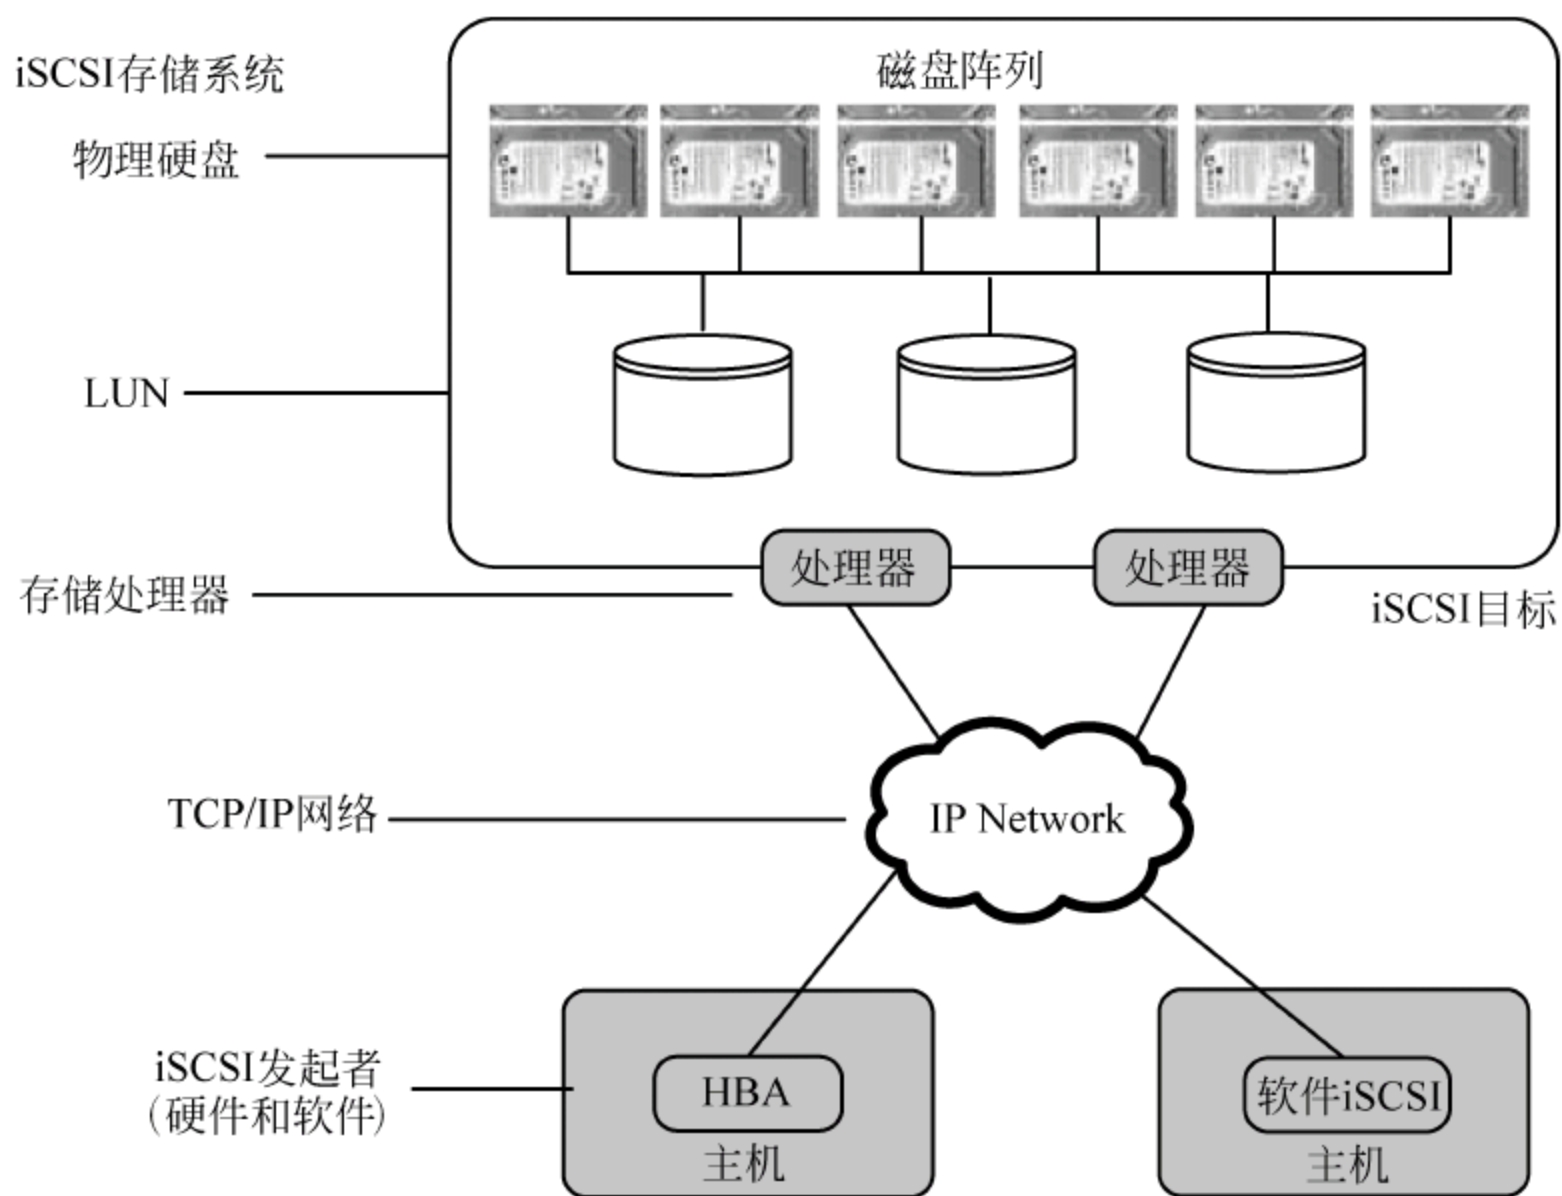 iSCSI存储系统
磁盘阵列
物理硬盘
LUN
处理器
处理器
存储处理器
iSCSI目标
TCP/IP网络
IP Network
iSCSI发起者
(硬件和软件)
HBA
主机
软件iSCSI
主机